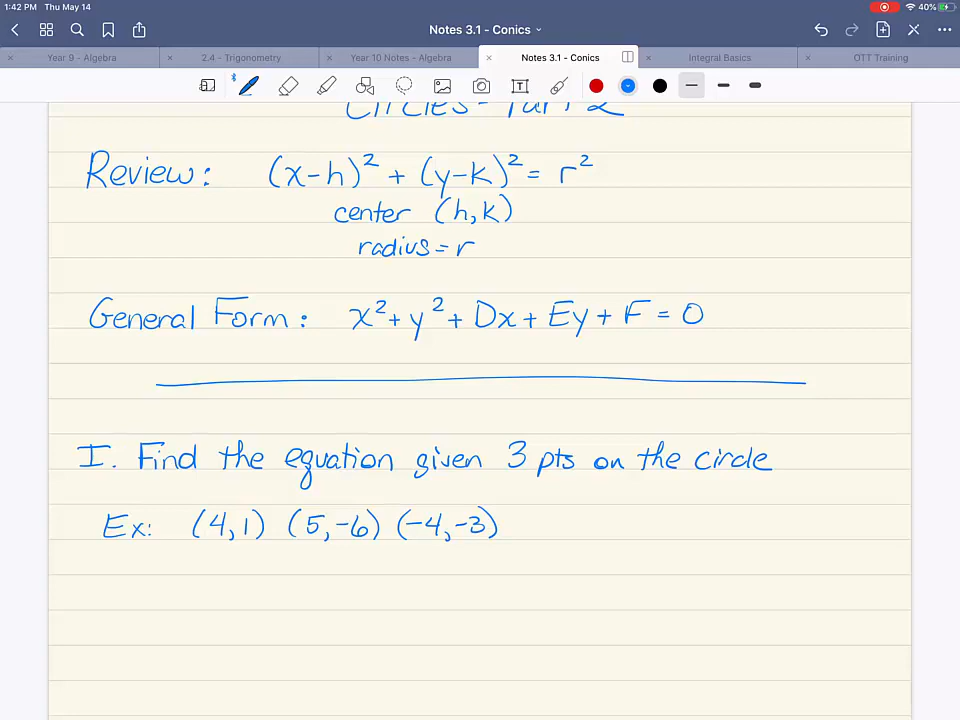 1:42 PM Thu May 14
40%
Notes 3.1 - Conics
Year 9 - Algebra
2.4 - Trigonometry
Year 10 Notes - Algebra
Notes 3.1 - Conics
Integral Basics
OTT Training
Circles - Part 2
Review: (x-h)² + (y-k)² = r²
center (h,k)
radius = r
General Form: x² + y² + Dx + Ey + F = 0
I. Find the equation given 3 pts on the circle
Ex: (4,1) (5,-6) (-4,-3)